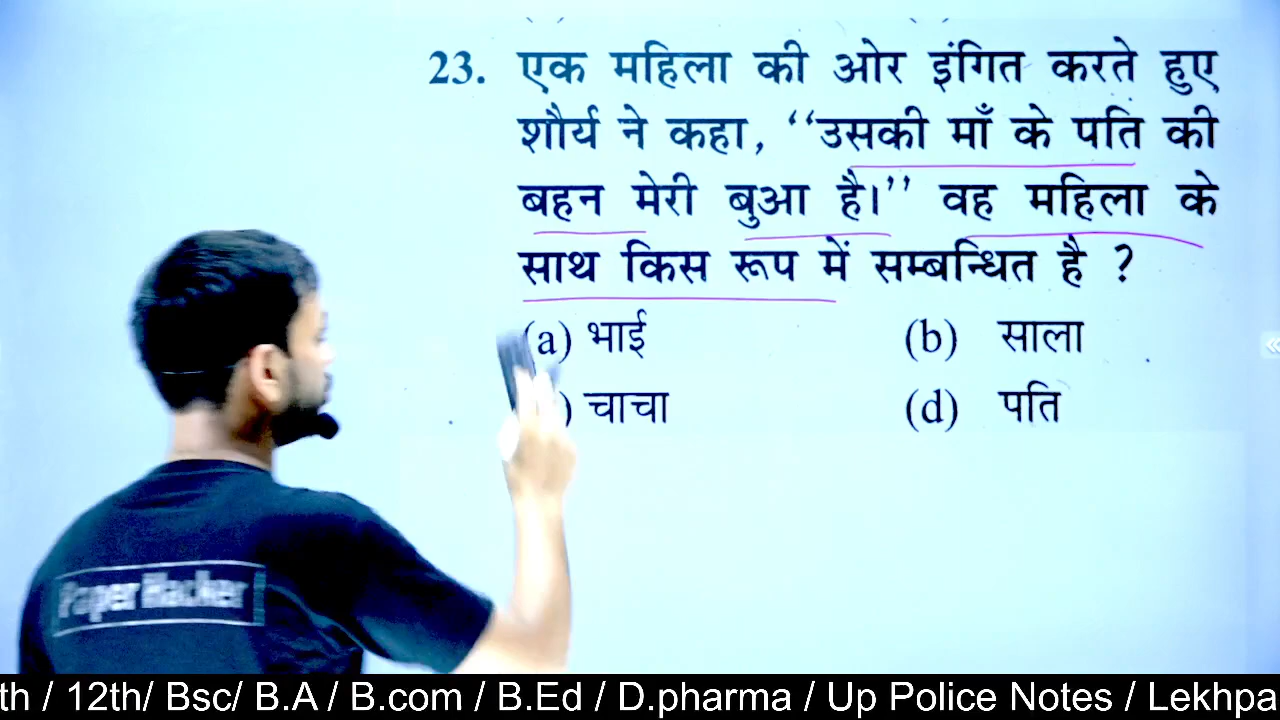 23. एक महिला की ओर इंगित करते हुए
शौर्य ने कहा, ‘‘उसकी माँ के पति की
बहन मेरी बुआ है।’’ वह महिला के
साथ किस रूप में सम्बन्धित है ?
(a) भाई (b) साला
) चाचा (d) पति
Paper Hacker
th / 12th/ Bsc/ B.A / B.com / B.Ed / D.pharma / Up Police Notes / Lekhpa